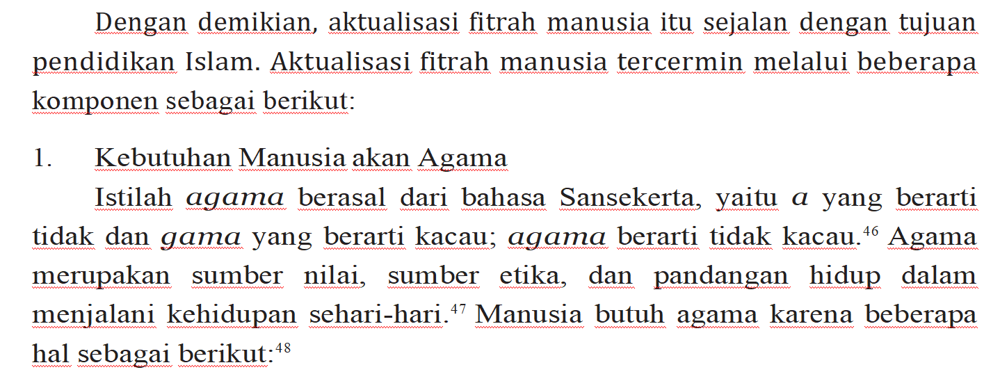 Dengan demikian, aktualisasi fitrah manusia itu sejalan dengan tujuan
pendidikan Islam. Aktualisasi fitrah manusia tercermin melalui beberapa
komponen sebagai berikut:
1. Kebutuhan Manusia akan Agama
Istilah agama berasal dari bahasa Sansekerta, yaitu a yang berarti
tidak dan gama yang berarti kacau; agama berarti tidak kacau.46 Agama
merupakan sumber nilai, sumber etika, dan pandangan hidup dalam
menjalani kehidupan sehari-hari.47 Manusia butuh agama karena beberapa
hal sebagai berikut:48